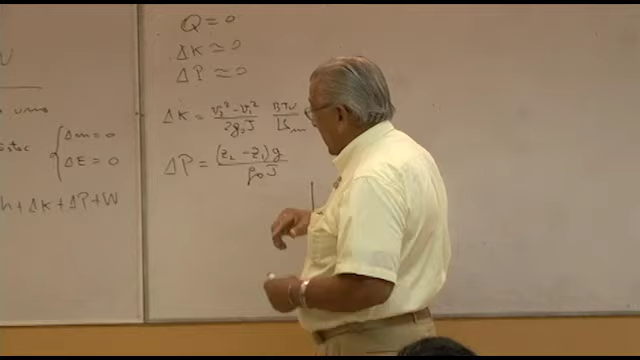 Q = 0
ΔK ≃ 0
ΔP ≃ 0
ΔK = (v₂² - v₁²)/(2g₀J) BTU/Lbm
ΔP = (z₂ - z₁)g/(g₀J)
uno
{ Δm = 0
ΔE = 0
h + ΔK + ΔP + W